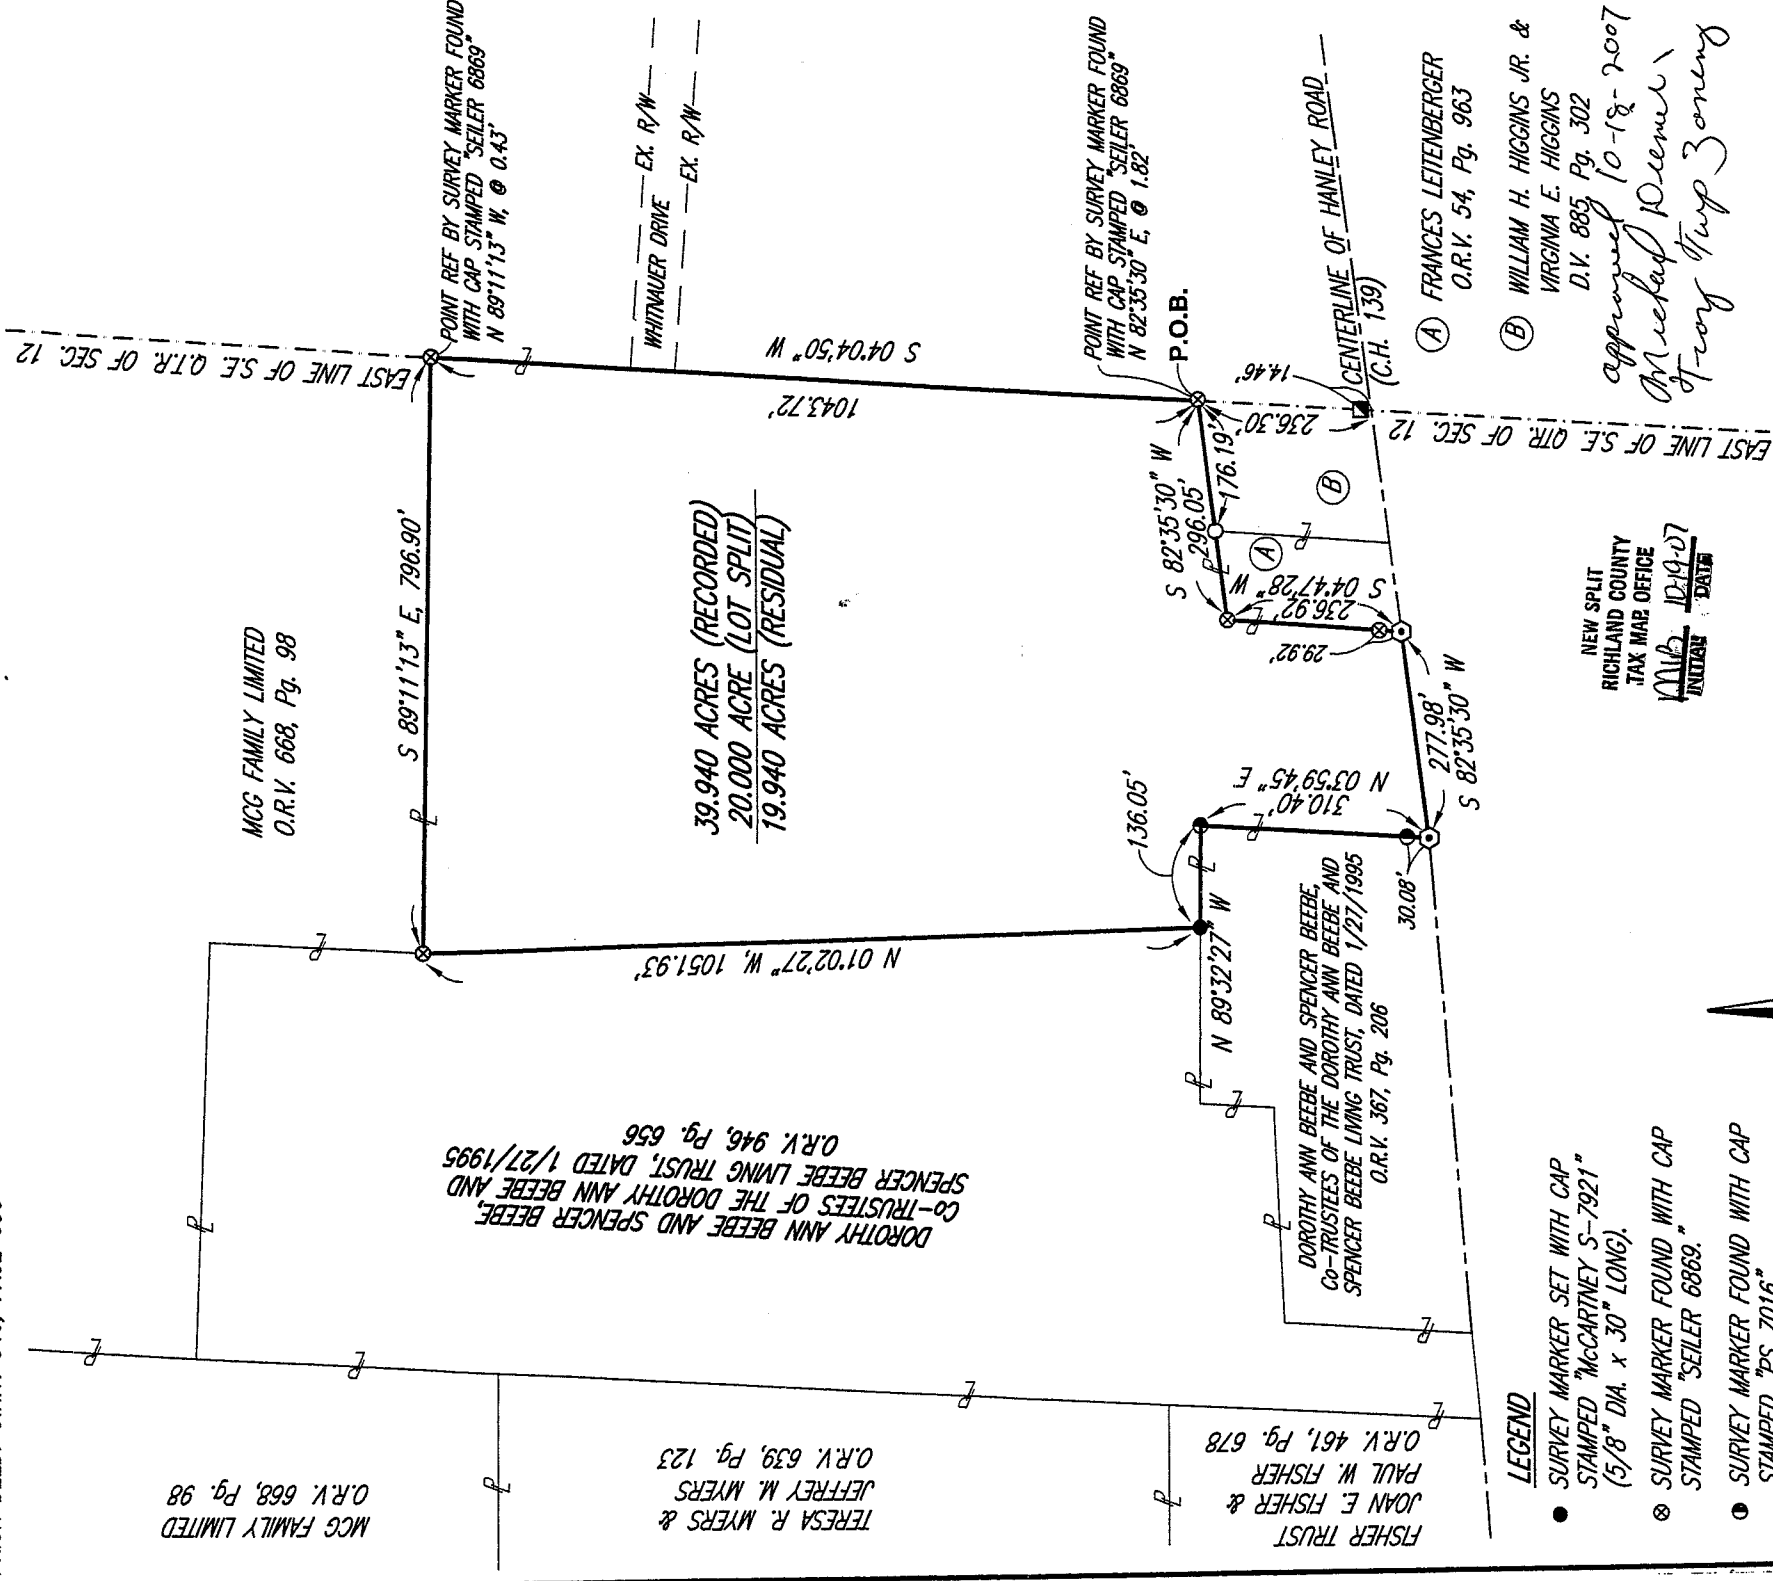 POINT REF BY SURVEY MARKER FOUND
WITH CAP STAMPED "SEILER 6869"
N 89°11'13" W, @ 0.43'
EAST LINE OF S.E. QTR. OF SEC. 12
EX. R/W
WHITNAUER DRIVE
EX. R/W
MCG FAMILY LIMITED
O.R.V. 668, Pg. 98
S 89°11'13" E, 796.90'
S 04°04'50" W
1043.72'
39.940 ACRES (RECORDED)
20.000 ACRE (LOT SPLIT)
19.940 ACRES (RESIDUAL)
N 01°02'27" W, 1051.93'
POINT REF BY SURVEY MARKER FOUND
WITH CAP STAMPED "SEILER 6869"
N 82°35'30" E, @ 1.82'
P.O.B.
14.46'
236.30'
CENTERLINE OF HANLEY ROAD
(C.H. 139)
EAST LINE OF S.E. QTR. OF SEC. 12
S 82°35'30" W
296.05'
176.19'
B
A
S 04°47'28" W
236.92'
29.92'
277.98'
S 82°35'30" W
N 03°59'45" E
310.40'
30.08'
136.05'
N 89°32'27" W
DOROTHY ANN BEEBE AND SPENCER BEEBE,
Co-TRUSTEES OF THE DOROTHY ANN BEEBE AND
SPENCER BEEBE LIVING TRUST, DATED 1/27/1995
O.R.V. 367, Pg. 206
DOROTHY ANN BEEBE AND SPENCER BEEBE,
Co-TRUSTEES OF THE DOROTHY ANN BEEBE AND
SPENCER BEEBE LIVING TRUST, DATED 1/27/1995
O.R.V. 946, Pg. 656
MCG FAMILY LIMITED
O.R.V. 668, Pg. 98
TERESA R. MYERS &
JEFFREY M. MYERS
O.R.V. 639, Pg. 123
FISHER TRUST
JOAN E. FISHER &
PAUL W. FISHER
O.R.V. 461, Pg. 678
A FRANCES LEITENBERGER
O.R.V. 54, Pg. 963
B WILLIAM H. HIGGINS JR. &
VIRGINIA E. HIGGINS
D.V. 885, Pg. 302
approved 10-18-2007
Michael
Troy Twp Zoning
NEW SPLIT
RICHLAND COUNTY
TAX MAP OFFICE
MB 10-19-07
INITIAL DATE
LEGEND
SURVEY MARKER SET WITH CAP
STAMPED "McCARTNEY S-7921"
(5/8" DIA. x 30" LONG).
SURVEY MARKER FOUND WITH CAP
STAMPED "SEILER 6869."
SURVEY MARKER FOUND WITH CAP
STAMPED "PS 7016"